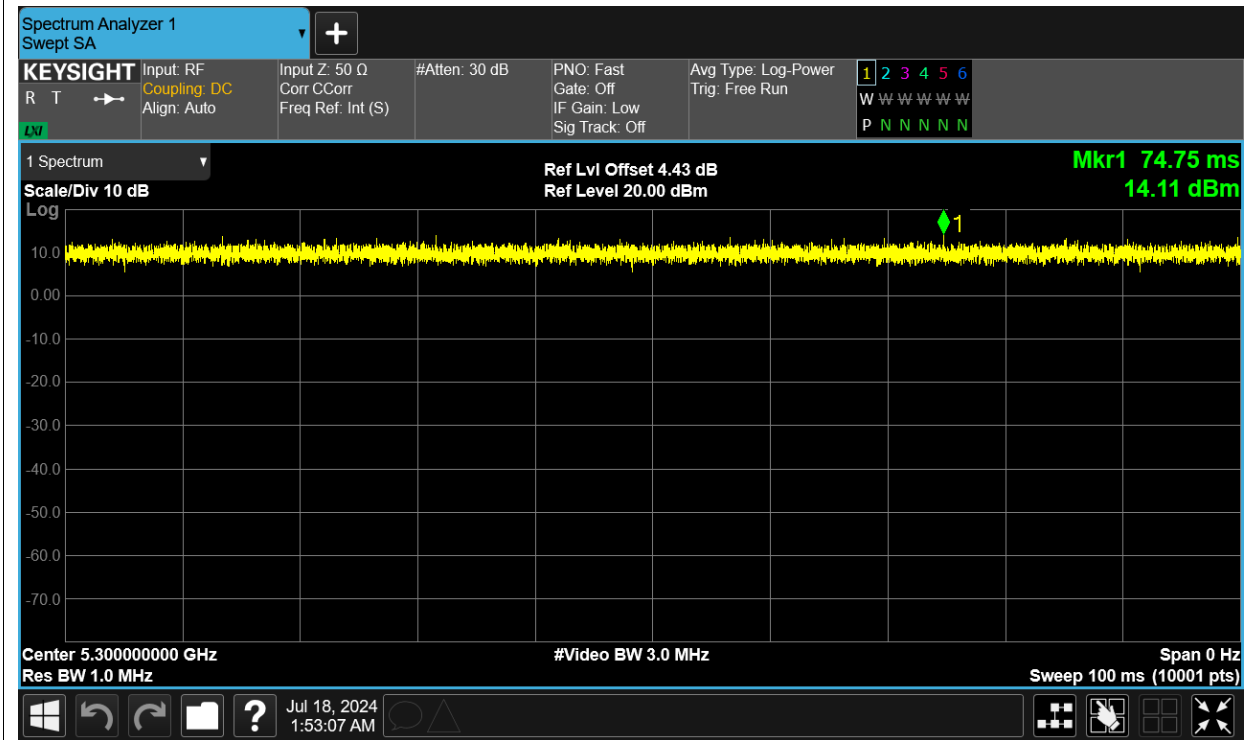 Spectrum Analyzer 1
Swept SA
KEYSIGHT
R T
LXI
Input: RF
Coupling: DC
Align: Auto
Input Z: 50 Ω
Corr CCorr
Freq Ref: Int (S)
#Atten: 30 dB
PNO: Fast
Gate: Off
IF Gain: Low
Sig Track: Off
Avg Type: Log-Power
Trig: Free Run
1 2 3 4 5 6
W W W W W W
P N N N N N
1 Spectrum
Scale/Div 10 dB
Log
Ref Lvl Offset 4.43 dB
Ref Level 20.00 dBm
Mkr1 74.75 ms
14.11 dBm
1
10.0
0.00
-10.0
-20.0
-30.0
-40.0
-50.0
-60.0
-70.0
Center 5.300000000 GHz
Res BW 1.0 MHz
#Video BW 3.0 MHz
Span 0 Hz
Sweep 100 ms (10001 pts)
?
Jul 18, 2024
1:53:07 AM